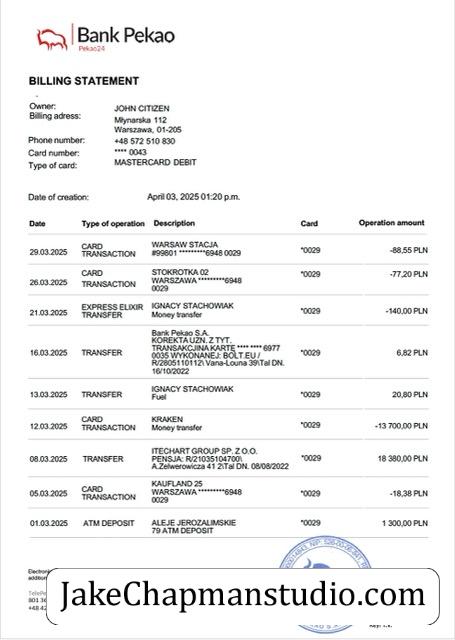 Bank Pekao
Pekao24
BILLING STATEMENT
Owner: JOHN CITIZEN
Billing adress: Młynarska 112
Warszawa, 01-205
Phone number: +48 572 510 830
Card number: **** 0043
Type of card: MASTERCARD DEBIT
Date of creation: April 03, 2025 01:20 p.m.
Date Type of operation Description Card Operation amount
29.03.2025 CARD TRANSACTION WARSAW STACJA *0029 -88,55 PLN
#99601 *********6948 0029
26.03.2025 CARD TRANSACTION STOKROTKA 02 *0029 -77,20 PLN
WARSZAWA *********6948
0029
21.03.2025 EXPRESS ELIXIR TRANSFER IGNACY STACHOWIAK *0029 -140,00 PLN
Money transfer
Bank Pekao S.A.
KOREKTA UZN. Z TYT.
TRANSAKCJINA KARTE **** **** 6977
16.03.2025 TRANSFER 0035 WYKONANEJ: BOLT.EU / *0029 6,82 PLN
R/2805110112\ Vana-Louna 39\Tal DN.
16/10/2022
13.03.2025 TRANSFER IGNACY STACHOWIAK *0029 20,80 PLN
Fuel
12.03.2025 CARD TRANSACTION KRAKEN *0029 -13 700,00 PLN
Money transfer
ITECHART GROUP SP. Z O.O.
08.03.2025 TRANSFER PENSJA: R/21035104700\ *0029 18 380,00 PLN
A.Zelwerowicza 41 2\Tal DN. 08/08/2022
05.03.2025 CARD TRANSACTION KAUFLAND 25 *0029 -18,38 PLN
WARSZAWA *********6948
0029
01.03.2025 ATM DEPOSIT ALEJE JEROZALIMSKIE *0029 1 300,00 PLN
79 ATM DEPOSIT
JakeChapmanstudio.com